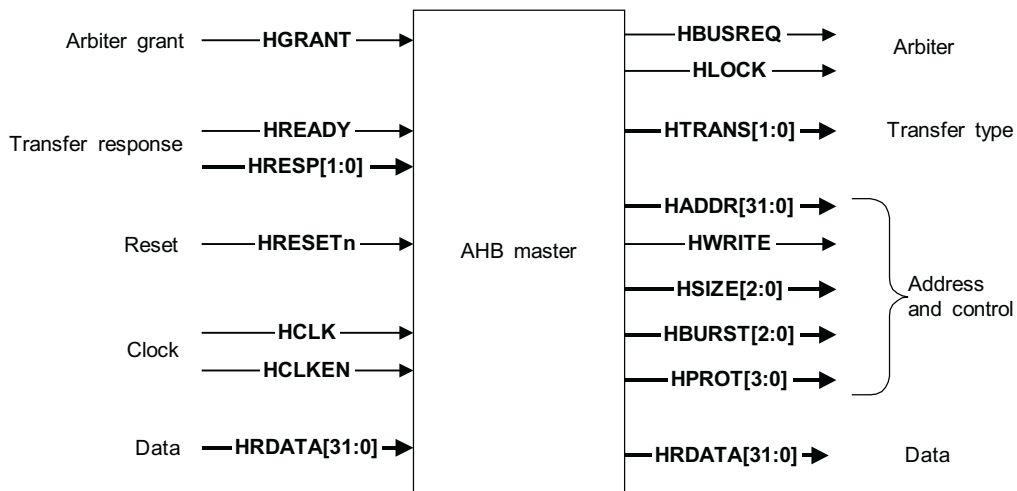 Arbiter grant
HGRANT
Transfer response
HREADY
HRESP[1:0]
Reset
HRESETn
Clock
HCLK
HCLKEN
Data
HRDATA[31:0]
AHB master
HBUSREQ
HLOCK
Arbiter
HTRANS[1:0]
Transfer type
HADDR[31:0]
HWRITE
HSIZE[2:0]
HBURST[2:0]
HPROT[3:0]
Address
and control
HRDATA[31:0]
Data